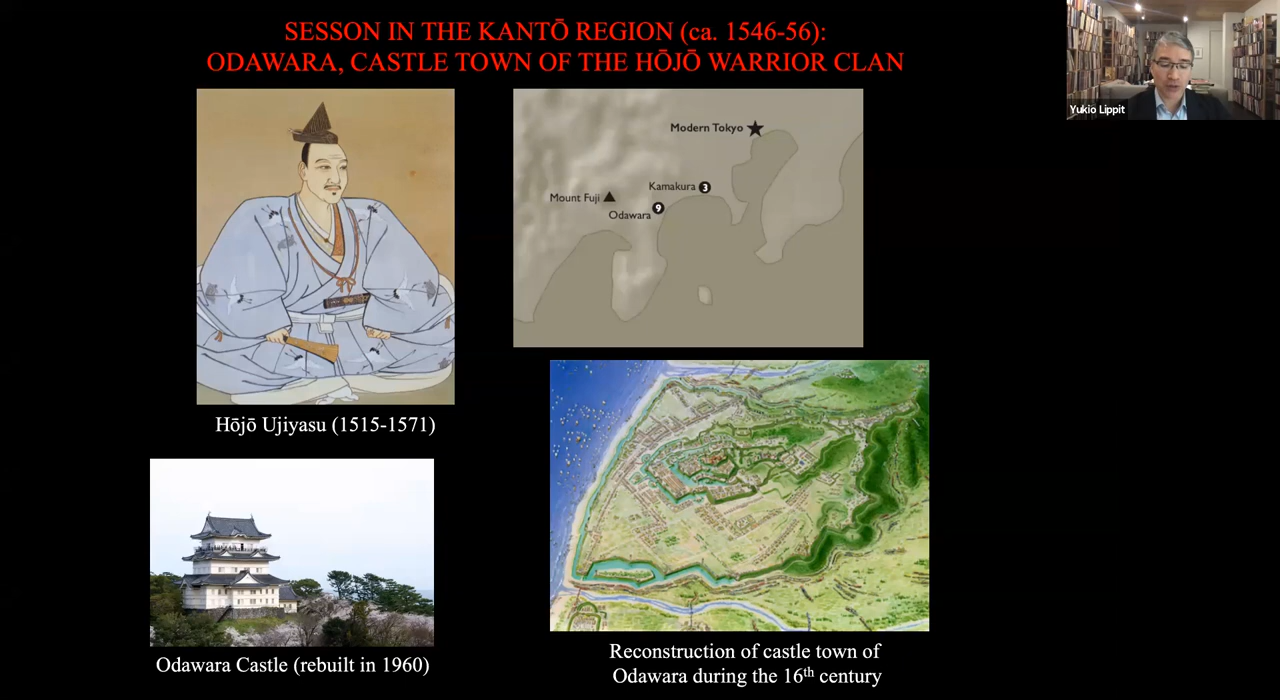 SESSON IN THE KANTŌ REGION (ca. 1546-56):
ODAWARA, CASTLE TOWN OF THE HŌJŌ WARRIOR CLAN
Yukio Lippit
Modern Tokyo
Kamakura 3
Mount Fuji
Odawara 9
Hōjō Ujiyasu (1515-1571)
Odawara Castle (rebuilt in 1960)
Reconstruction of castle town of
Odawara during the 16th century